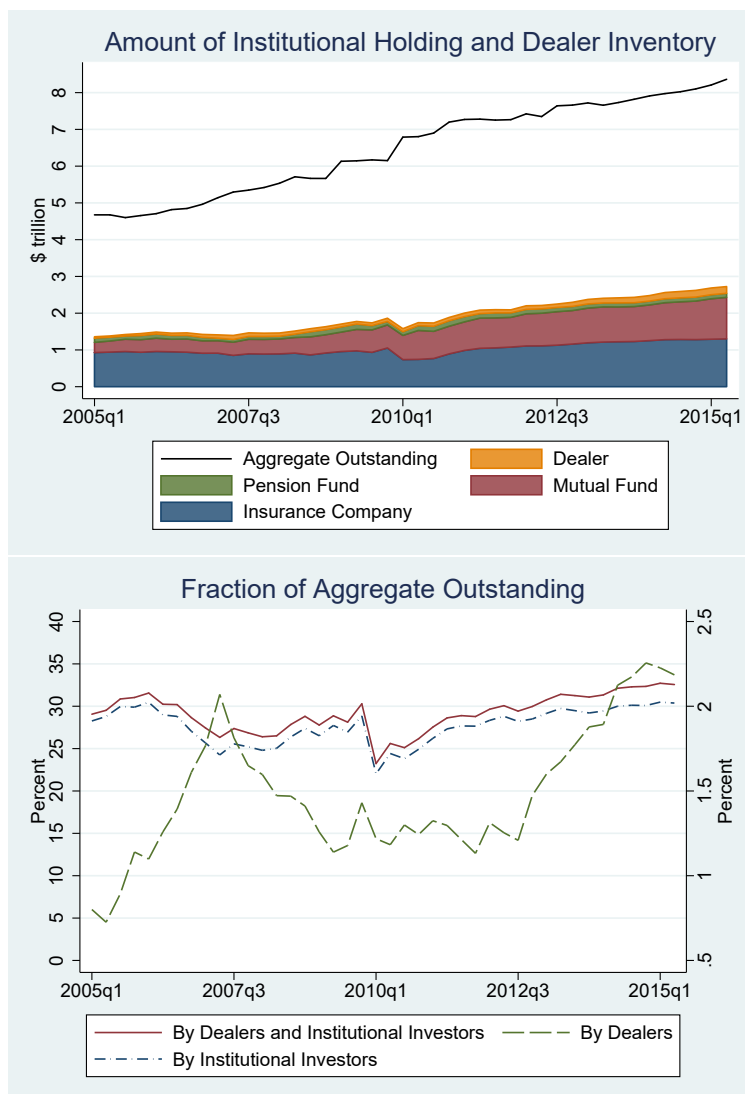 Amount of Institutional Holding and Dealer Inventory
$ trillion
8
7
6
5
4
3
2
1
0
2005q1 2007q3 2010q1 2012q3 2015q1
Aggregate Outstanding Dealer
Pension Fund Mutual Fund
Insurance Company
Fraction of Aggregate Outstanding
Percent
40
35
30
25
20
15
10
5
0
2.5
2
1.5
1
.5
Percent
2005q1 2007q3 2010q1 2012q3 2015q1
By Dealers and Institutional Investors By Dealers
By Institutional Investors